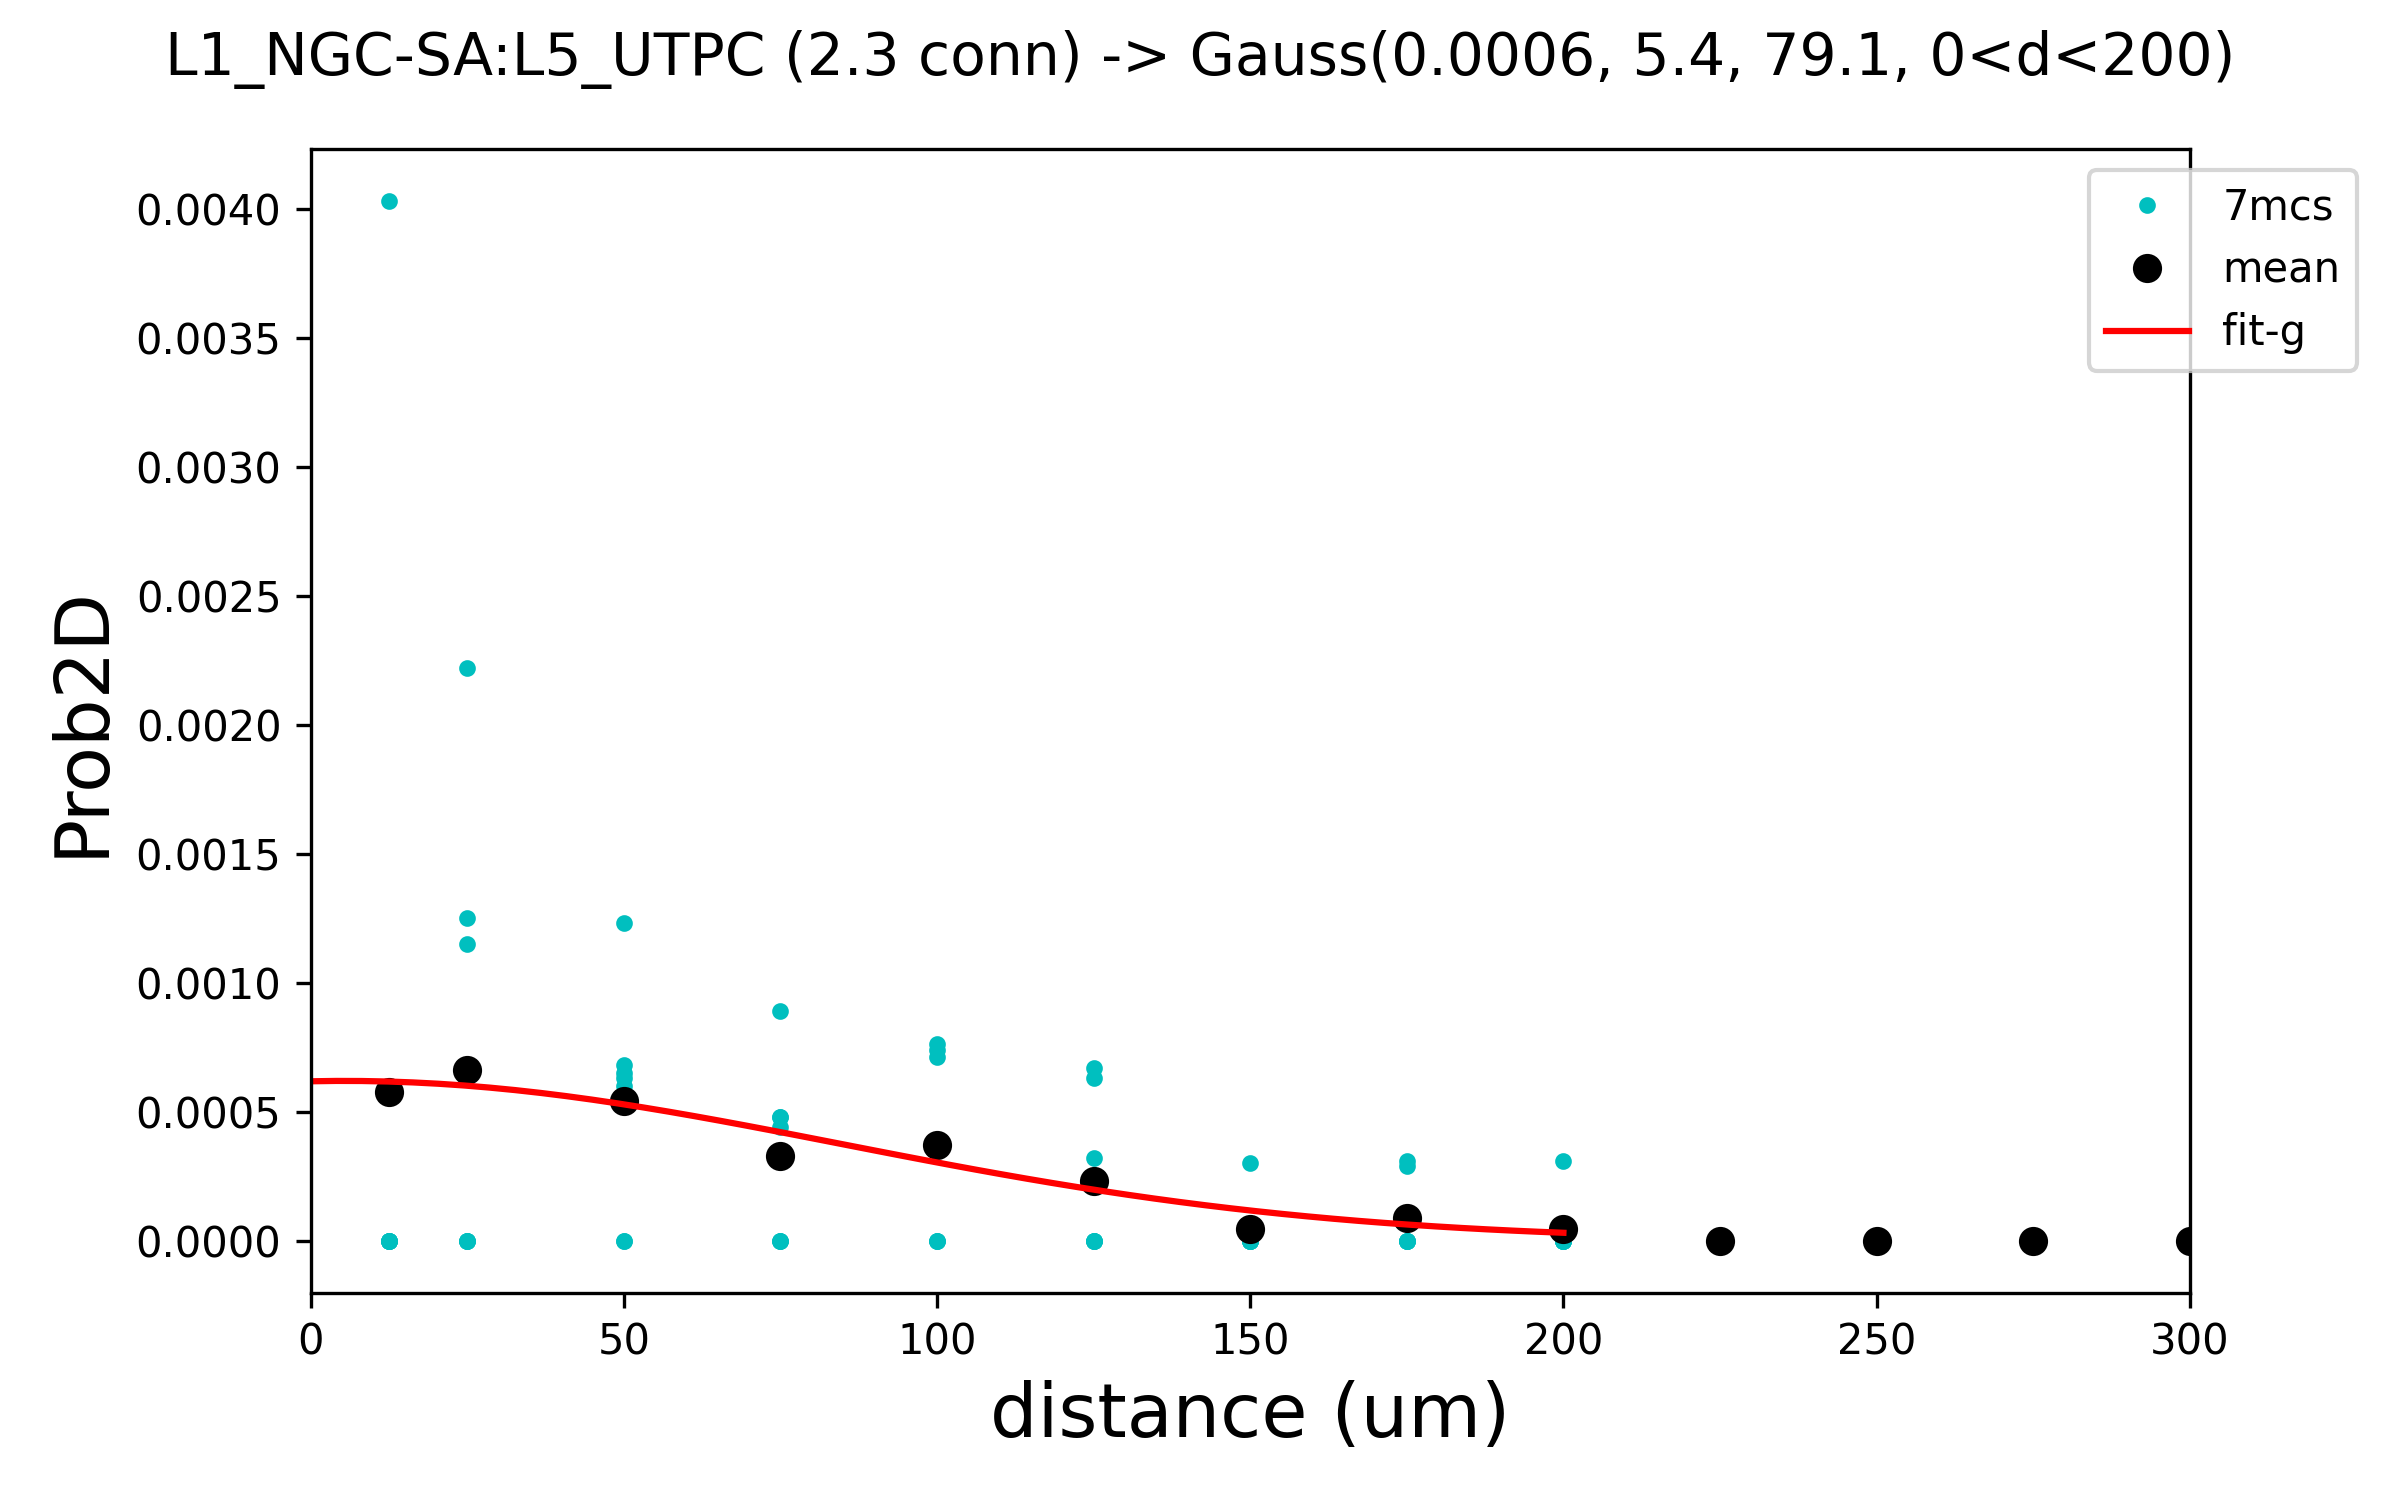 L1_NGC-SA:L5_UTPC (2.3 conn) -> Gauss(0.0006, 5.4, 79.1, 0<d<200)
7mcs
mean
fit-g
0.0040
0.0035
0.0030
0.0025
0.0020
0.0015
0.0010
0.0005
0.0000
Prob2D
0 50 100 150 200 250 300
distance (um)